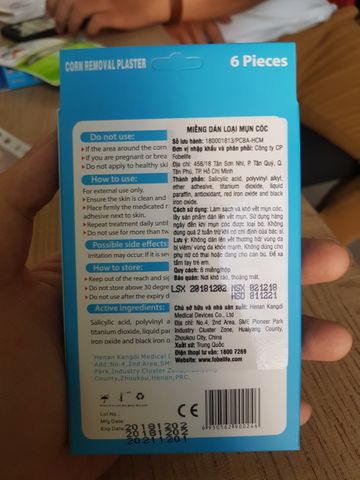 CORN REMOVAL PLASTER
6 Pieces
Do not use:
If the area around the corn
If you are pregnant or brea
Do not apply to healthy ski
How to use:
For external use only.
Ensure the skin is clean and
Place firmly the medicated r
adhesive next to skin.
Repeat treatment daily until
Do not use for more than tw
Possible side effects:
Irritation may occur. If it is se
How to store:
Keep out of the reach and sig
Do not store above 30 degree
Do not use after the expiry d
Active ingredients:
Salicylic acid, polyvinyl a
titanium dioxide, liquid par
iron oxide and black iron o
Henan Kangdi Medical
Add:No.4,2nd Area,SME
Park,Industry Cluster Zone,
County,Zhoukou,Henan,PRC.
MIẾNG DÁN LOẠI MỤN CÓC
Số lưu hành: 180001813/PCBA-HCM
Đơn vị nhập khẩu và phân phối: Công ty CP
Fobelife
Địa chỉ: 456/18 Tân Sơn Nhì, P. Tân Quý, Q.
Tân Phú, TP. Hồ Chí Minh
Thành phần: Salicylic acid, polyvinyl alkyl,
ether adhesive, titanium dioxide, liquid
paraffin, antioxidant, red iron oxide and black
iron oxide
Công dụng / Cách dùng: Làm sạch và khô vết mụn cóc,
lấy sản phẩm dán lên vết mụn. Sử dụng hàng
ngày đến khi mụn cóc được loại bỏ. Không
dùng quá 2 tuần trừ khi có chỉ định của bác sĩ
Lưu ý: Không dán lên vết thương hở/ vùng da
bị viêm/ vùng da khỏe mạnh. Không dùng cho
phụ nữ có thai hoặc đang cho con bú. Để xa
tầm tay trẻ em.
Quy cách: 6 miếng/hộp
Bảo quản: Nơi khô ráo, thoáng mát.
LSX 20181202 NSX 021218
HSD 011221
Chủ sở hữu và nhà sản xuất: Henan Kangdi
Medical Devices Co., Ltd
Địa chỉ: No.4, 2nd Area, SME Pioneer Park
Industry Cluster Zone, Huaiyang County,
Zhoukou City, China
Xuất xứ: Trung Quốc
Điện thoại tư vấn: 1800 7269
Website: www.fobelife.com
Lot No.:
Mfg Date:
Exp Date:
20181202
20181202
20211201
CE
6950562800246